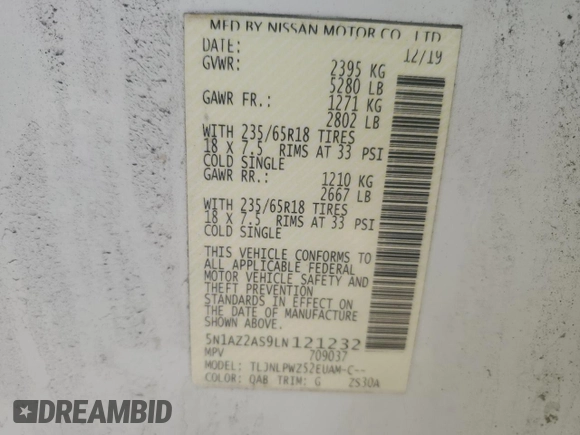 MFD BY NISSAN MOTOR CO., LTD
DATE: 12/19
GVWR: 2395 KG
5280 LB
GAWR FR.: 1271 KG
2802 LB
WITH 235/65R18 TIRES
18 X 7.5 RIMS AT 33 PSI
COLD SINGLE
GAWR RR.: 1210 KG
2667 LB
WITH 235/65R18 TIRES
18 X 7.5 RIMS AT 33 PSI
COLD SINGLE
THIS VEHICLE CONFORMS TO
ALL APPLICABLE FEDERAL
MOTOR VEHICLE SAFETY AND
THEFT PREVENTION
STANDARDS IN EFFECT ON
THE DATE OF MANUFACTURE
SHOWN ABOVE
5N1AZ2AS9LN121232
MPV 709037
MODEL: TLJNLPWZ52EUAM-C--
COLOR: QAB TRIM: G 2S30A
AUTOBIDMASTER